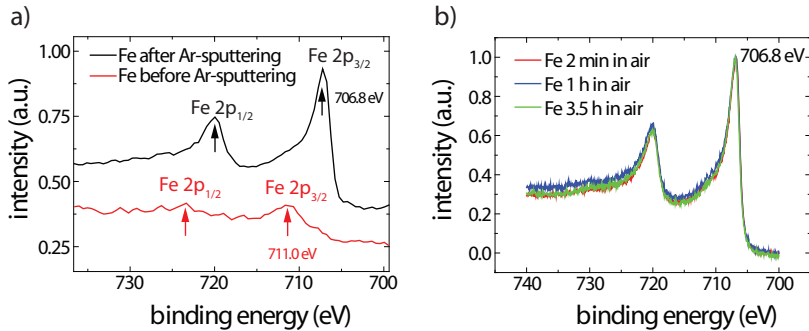 a)
Fe after Ar-sputtering
Fe before Ar-sputtering
Fe 2p3/2
706.8 eV
Fe 2p1/2
Fe 2p1/2
Fe 2p3/2
711.0 eV
1.00
0.75
0.50
0.25
intensity (a.u.)
730
720
710
700
binding energy (eV)
b)
Fe 2 min in air
Fe 1 h in air
Fe 3.5 h in air
706.8 eV
1.0
0.8
0.6
0.4
0.2
0.0
intensity (a.u.)
740
730
720
710
700
binding energy (eV)